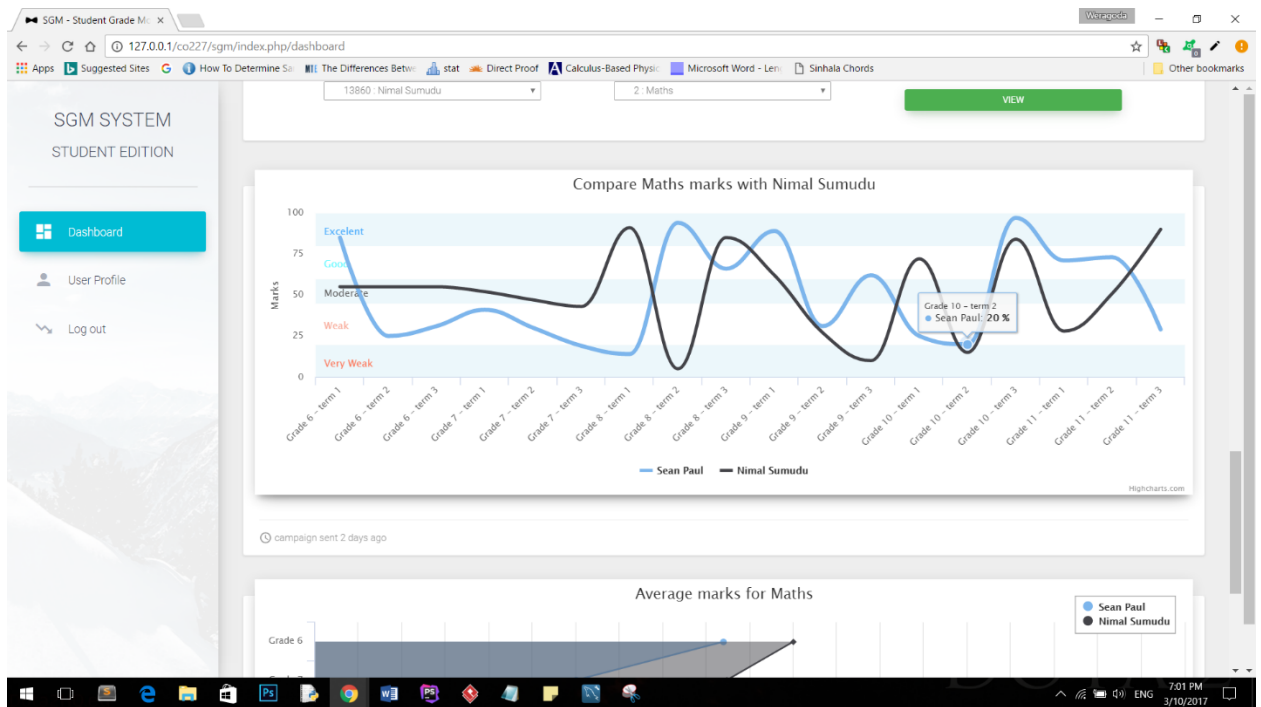 SGM - Student Grade Mo
Weragoda
127.0.0.1/co227/sgm/index.php/dashboard
Apps Suggested Sites How To Determine Sa The Differences Betwe stat Direct Proof Calculus-Based Physic Microsoft Word - Len Sinhala Chords Other bookmarks
SGM SYSTEM
STUDENT EDITION
Dashboard
User Profile
Log out
13860 : Nimal Sumudu
2 : Maths
VIEW
Compare Maths marks with Nimal Sumudu
Marks
100
75
50
25
0
Excelent
Good
Moderate
Weak
Very Weak
Grade 10 - term 2
Sean Paul: 20 %
Grade 6 - term 1
Grade 6 - term 2
Grade 6 - term 3
Grade 7 - term 1
Grade 7 - term 2
Grade 7 - term 3
Grade 8 - term 1
Grade 8 - term 2
Grade 8 - term 3
Grade 9 - term 1
Grade 9 - term 2
Grade 9 - term 3
Grade 10 - term 1
Grade 10 - term 2
Grade 10 - term 3
Grade 11 - term 1
Grade 11 - term 2
Grade 11 - term 3
Sean Paul Nimal Sumudu
Highcharts.com
campaign sent 2 days ago
Average marks for Maths
Sean Paul
Nimal Sumudu
Grade 6
ENG
7:01 PM
3/10/2017